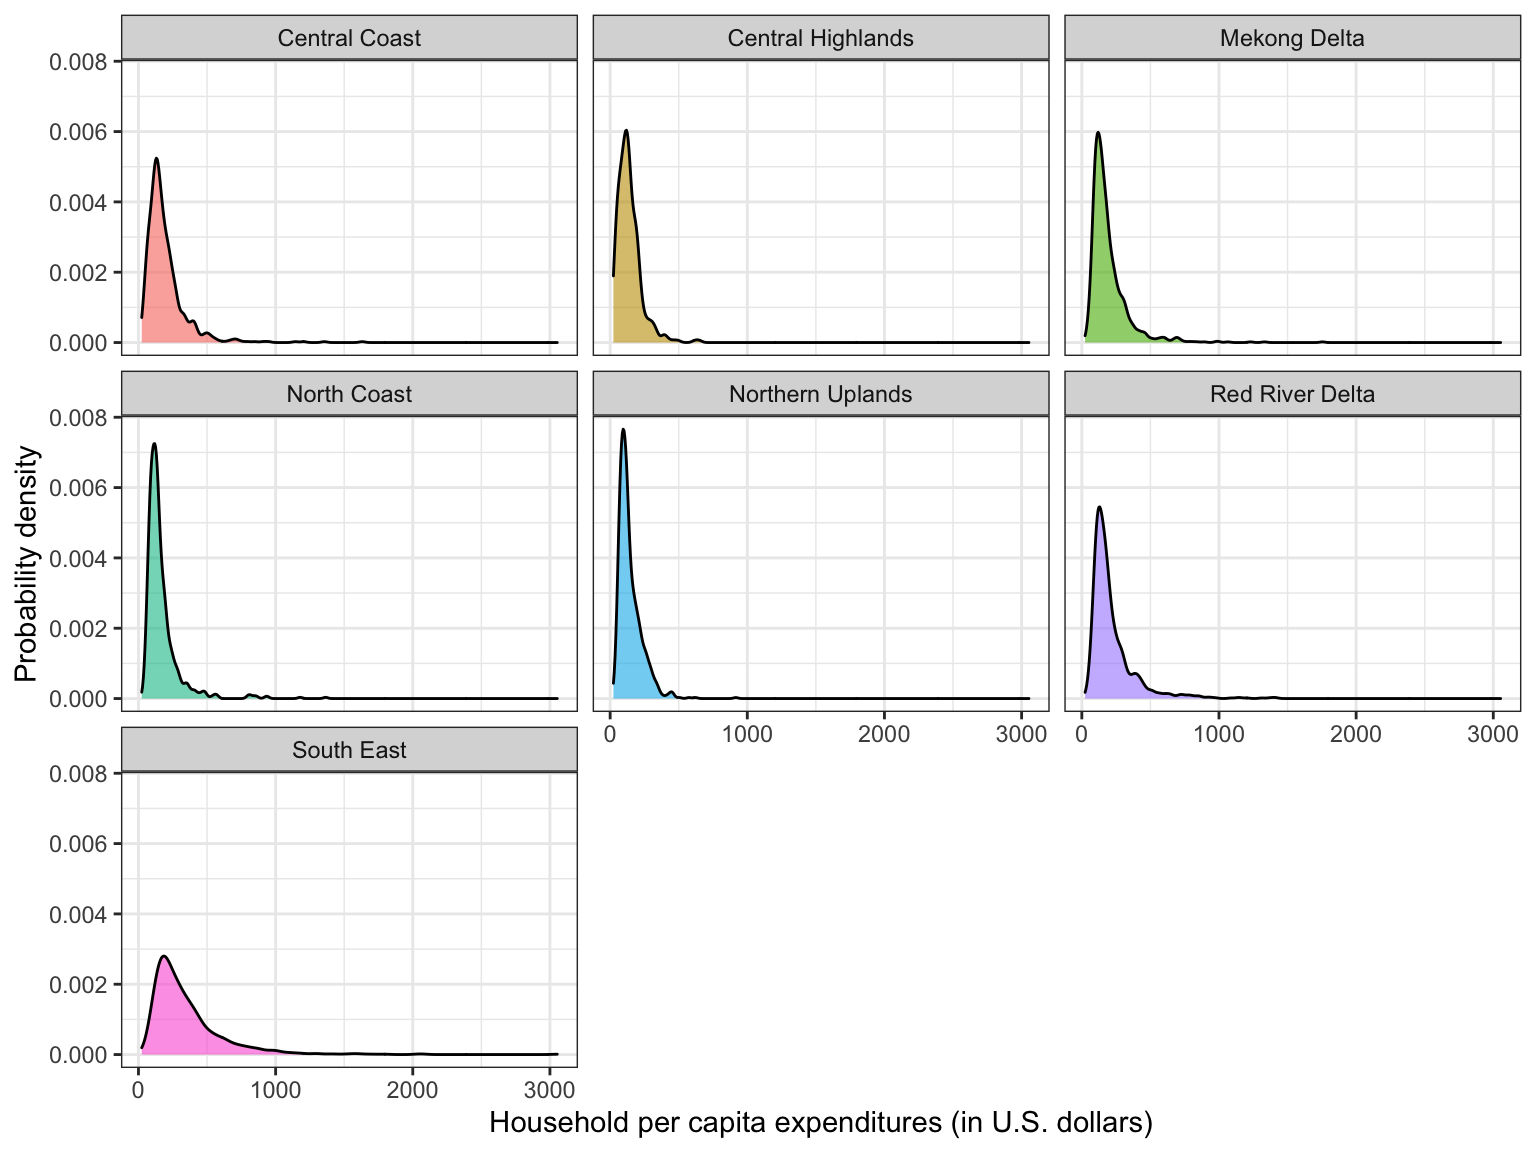 Central Coast Central Highlands Mekong Delta
0.008
0.006
0.004
0.002
0.000
North Coast Northern Uplands Red River Delta
0.008
0.006
0.004
0.002
0.000
0 1000 2000 3000 0 1000 2000 3000
South East
0.008
0.006
0.004
0.002
0.000
0 1000 2000 3000
Probability density
Household per capita expenditures (in U.S. dollars)